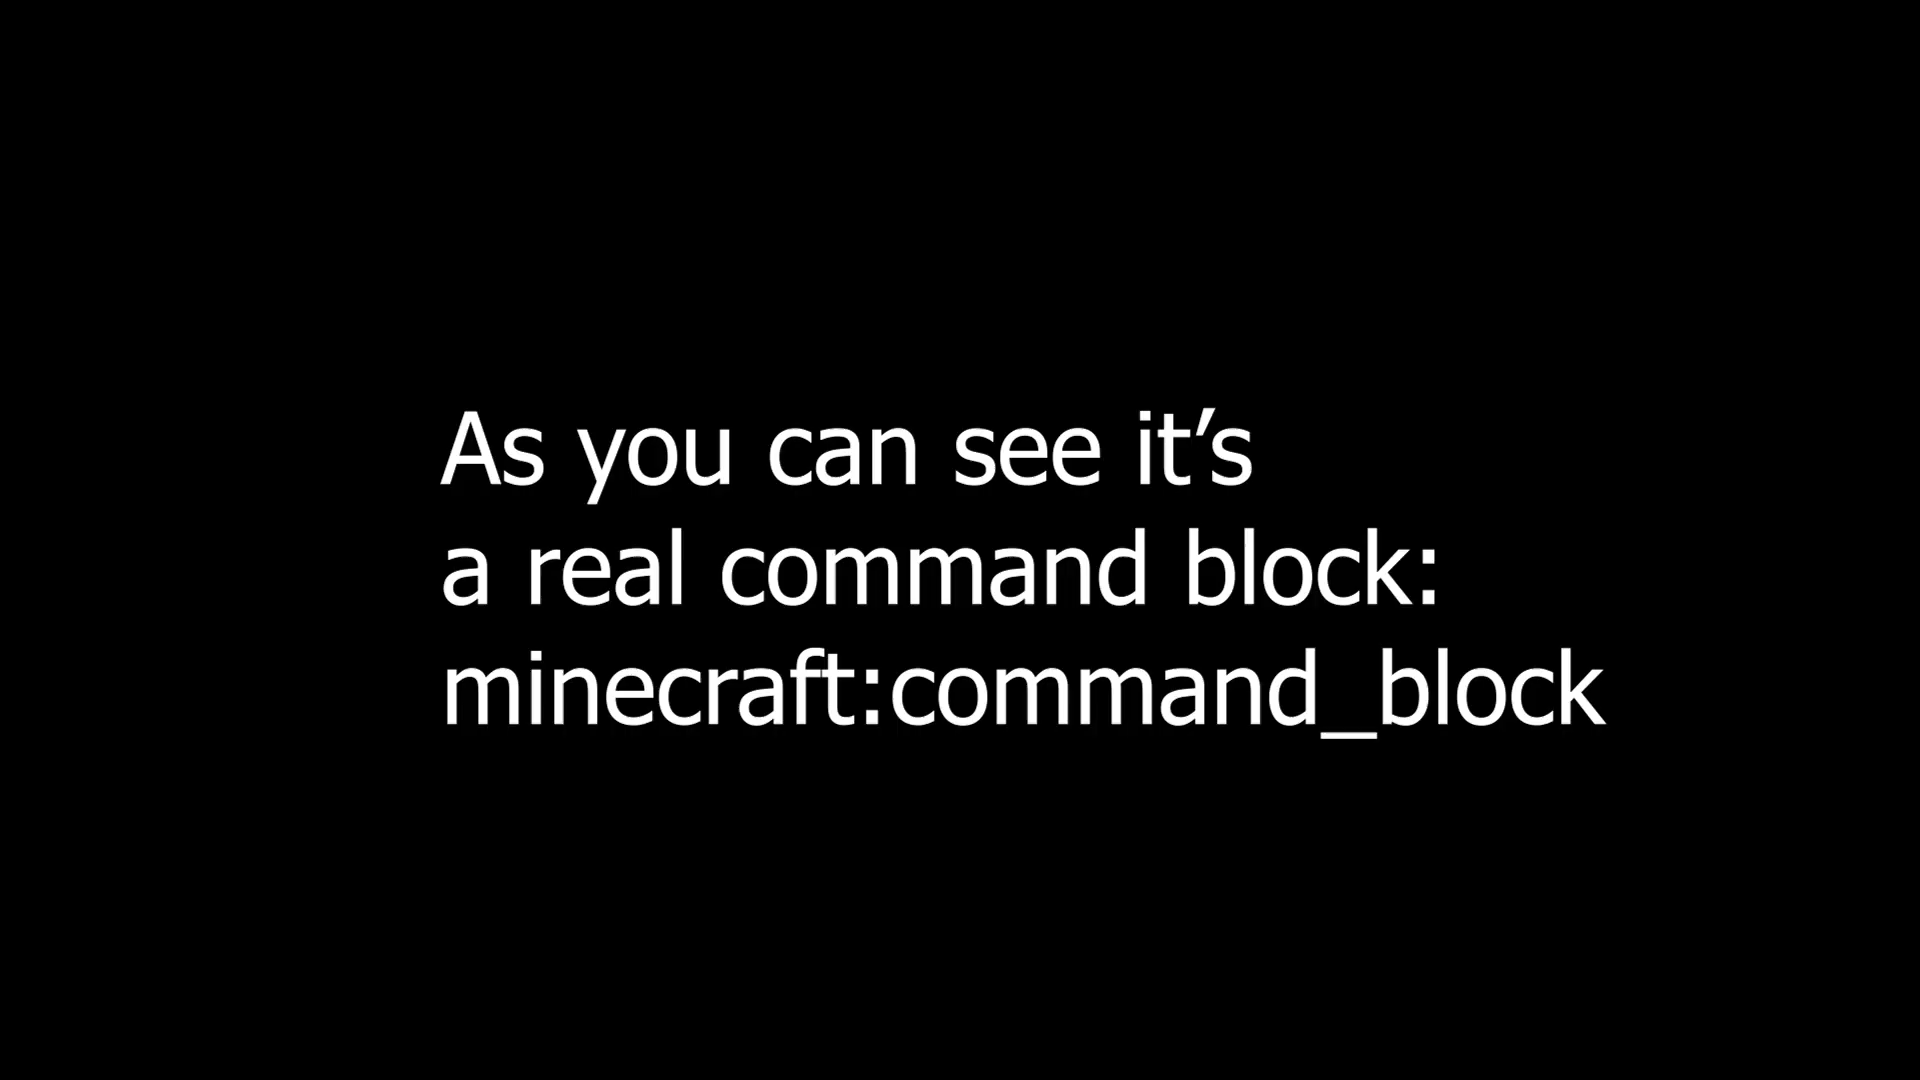 As you can see it’s
a real command block:
minecraft:command_block